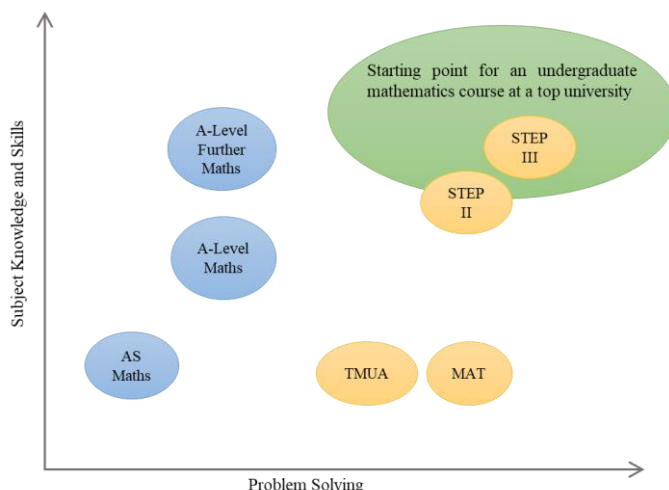 Subject Knowledge and Skills
Starting point for an undergraduate
mathematics course at a top university
A-Level
Further
Maths
STEP
III
STEP
II
A-Level
Maths
AS
Maths
TMUA
MAT
Problem Solving